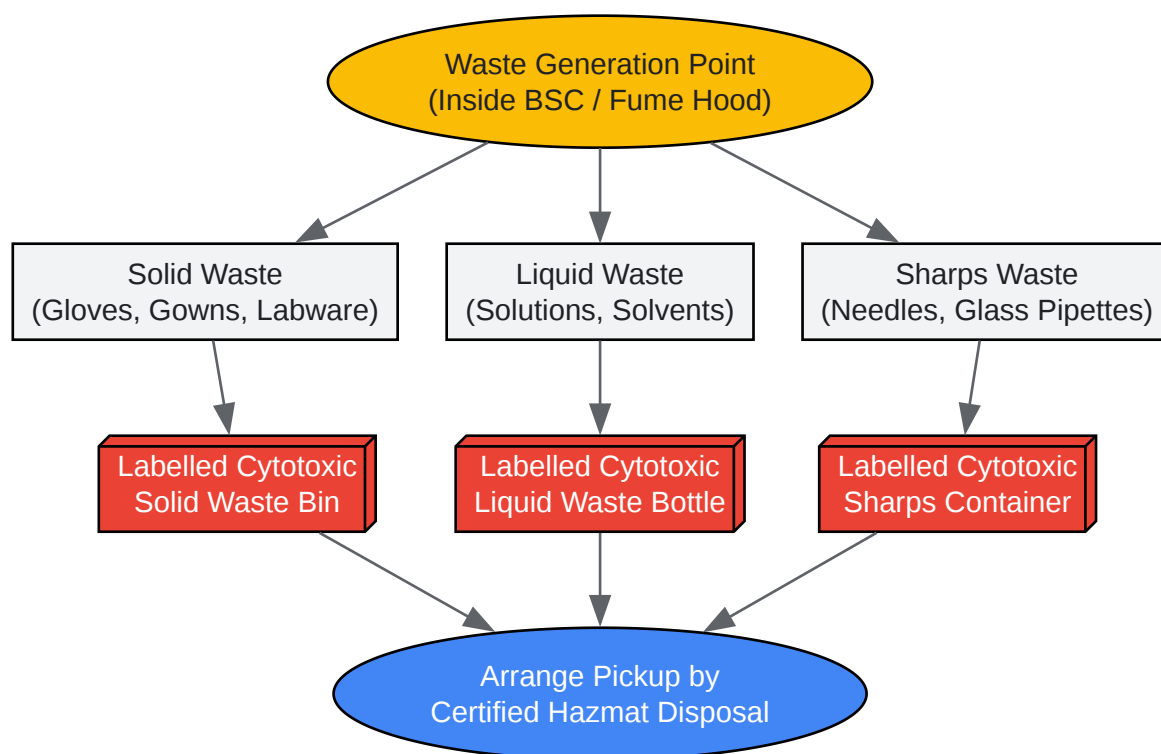 Waste Generation Point
(Inside BSC / Fume Hood)
Solid Waste
(Gloves, Gowns, Labware)
Liquid Waste
(Solutions, Solvents)
Sharps Waste
(Needles, Glass Pipettes)
Labelled Cytotoxic
Solid Waste Bin
Labelled Cytotoxic
Liquid Waste Bottle
Labelled Cytotoxic
Sharps Container
Arrange Pickup by
Certified Hazmat Disposal